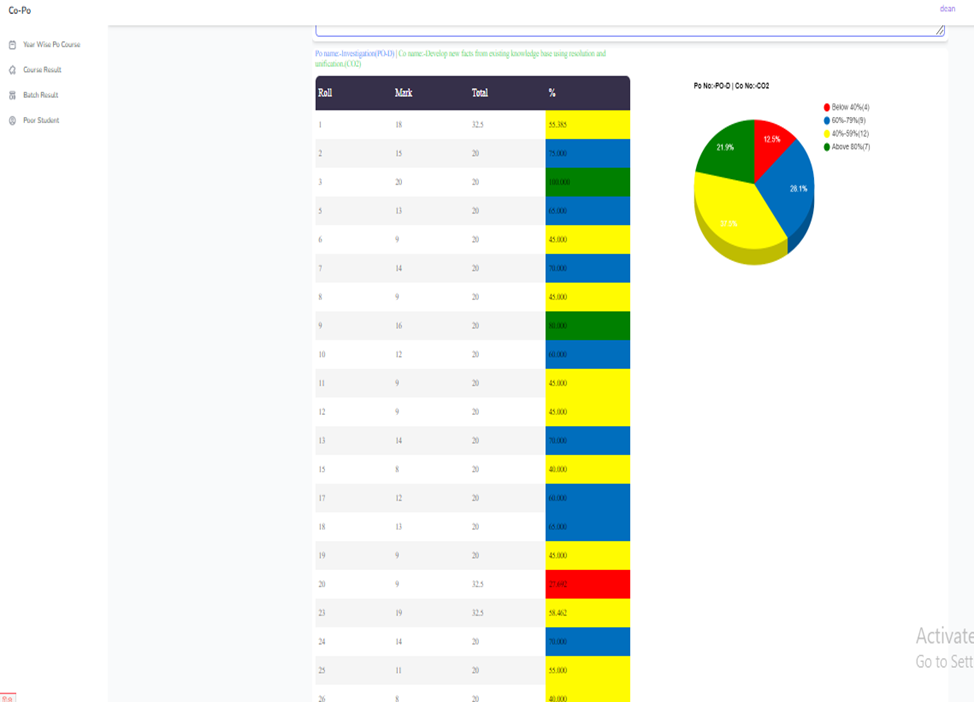 Co-Po
dean
Year Wise Po Course
Course Result
Batch Result
Poor Student
Po name:-Investigation(PO-D) | Co name:-Develop new facts from existing knowledge base using resolution and
unification.(CO2)
Roll Mark Total %
1 18 32.5 55.385
2 15 20 75.000
3 20 20 100.000
5 13 20 65.000
6 9 20 45.000
7 14 20 70.000
8 9 20 45.000
9 16 20 80.000
10 12 20 60.000
11 9 20 45.000
12 9 20 45.000
13 14 20 70.000
15 8 20 40.000
17 12 20 60.000
18 13 20 65.000
19 9 20 45.000
20 9 32.5 27.692
23 19 32.5 58.462
24 14 20 70.000
25 11 20 55.000
26 8 20 40.000
Po No:-PO-D | Co No:-CO2
Below 40%(4)
60%-79%(9)
40%-59%(12)
Above 80%(7)
12.5%
21.9%
28.1%
37.5%
Activate
Go to Sett